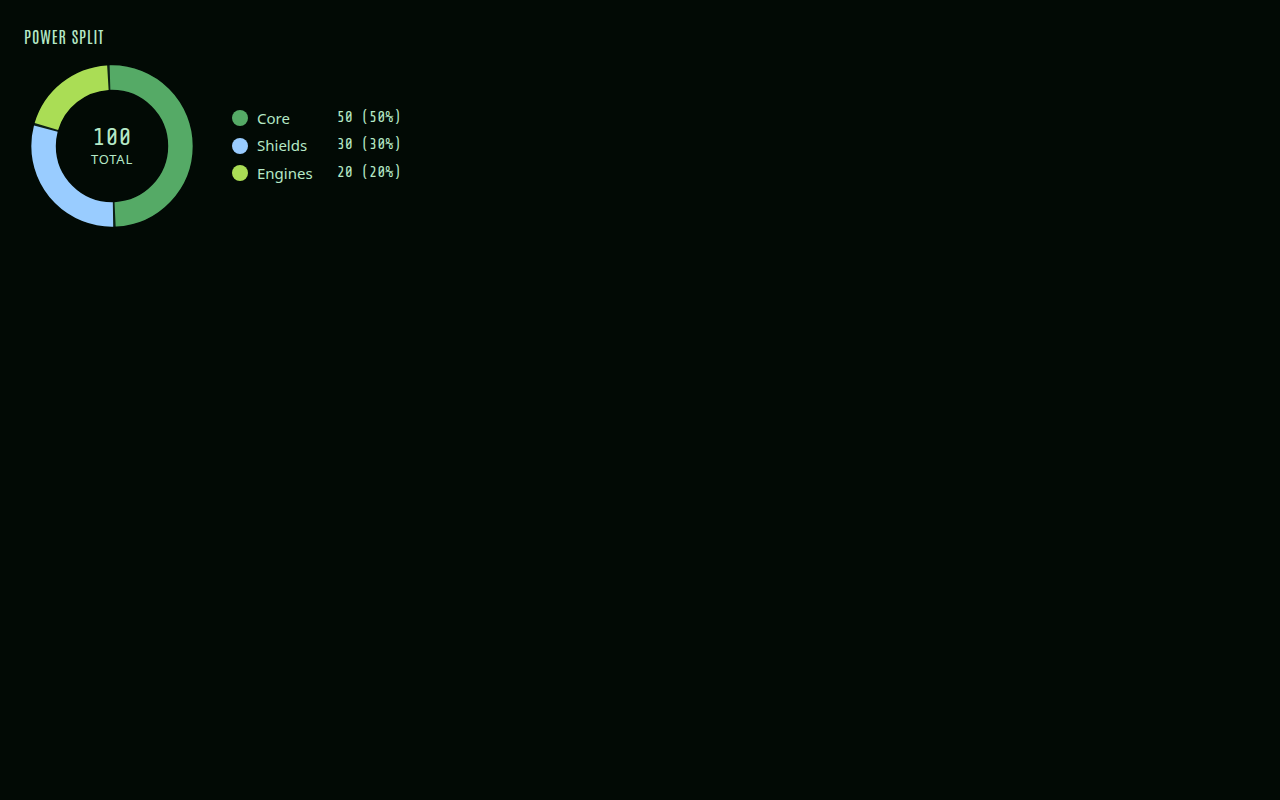 POWER SPLIT
100
TOTAL
Core 50 (50%)
Shields 30 (30%)
Engines 20 (20%)